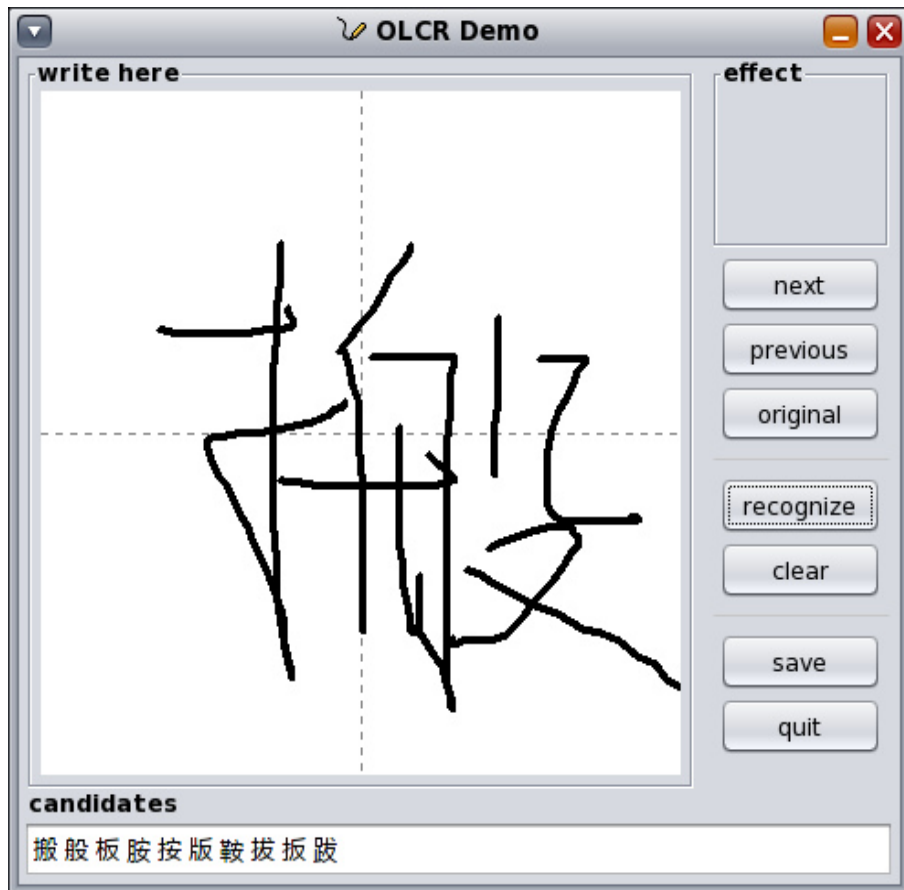 OLCR Demo
write here
effect
搬
next
previous
original
recognize
clear
save
quit
candidates
搬般板胺按版鞍拔扳跋